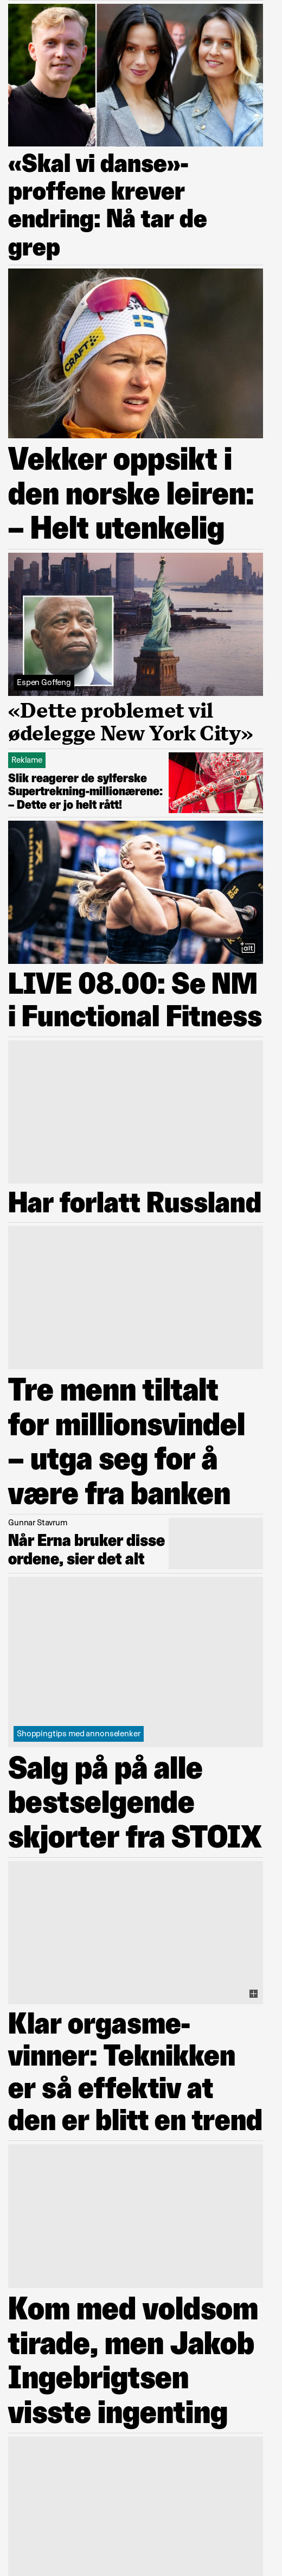 «Skal vi danse»-
proffene krever
endring: Nå tar de
grep
CRAFT
Vekker oppsikt i
den norske leiren:
– Helt utenkelig
Espen Goffeng
«Dette problemet vil
ødelegge New York City»
Reklame
Slik reagerer de sylferske
Supertrekning-millionærene:
– Dette er jo helt rått!
alt
LIVE 08.00: Se NM
i Functional Fitness
Har forlatt Russland
Tre menn tiltalt
for millionsvindel
– utga seg for å
være fra banken
Gunnar Stavrum
Når Erna bruker disse
ordene, sier det alt
Shoppingtips med annonselenker
Salg på på alle
bestselgende
skjorter fra STOIX
Klar orgasme-
vinner: Teknikken
er så effektiv at
den er blitt en trend
Kom med voldsom
tirade, men Jakob
Ingebrigtsen
visste ingenting